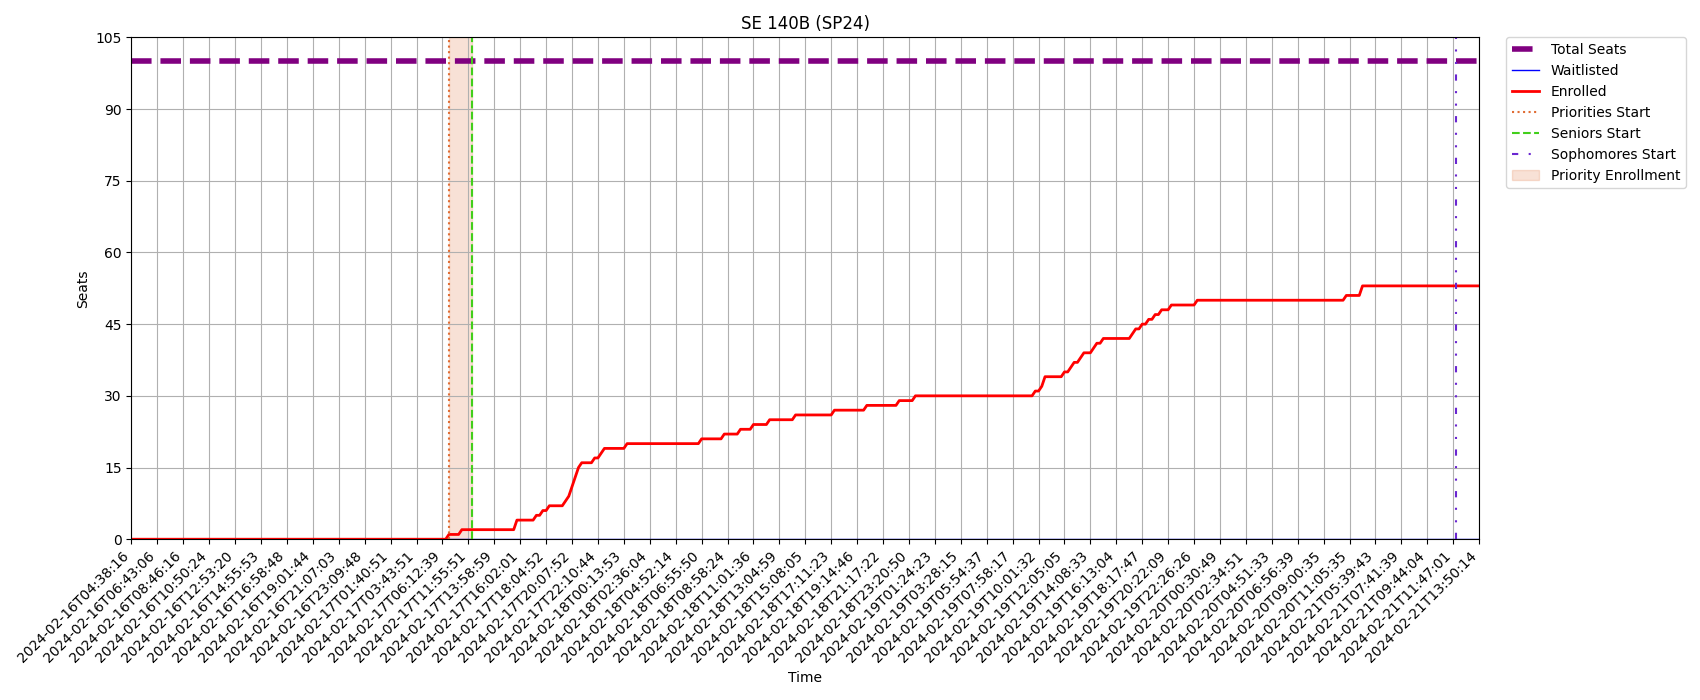 SE 140B (SP24)
105
90
75
60
45
30
15
0
Seats
2024-02-16T04:38:16
2024-02-16T06:43:06
2024-02-16T08:46:16
2024-02-16T10:50:24
2024-02-16T12:53:20
2024-02-16T14:55:53
2024-02-16T16:58:48
2024-02-16T19:01:44
2024-02-16T21:07:03
2024-02-16T23:09:48
2024-02-17T01:40:51
2024-02-17T03:43:51
2024-02-17T06:12:39
2024-02-17T11:55:51
2024-02-17T13:58:59
2024-02-17T16:02:01
2024-02-17T18:04:52
2024-02-17T20:07:52
2024-02-17T22:10:44
2024-02-18T00:13:53
2024-02-18T02:36:04
2024-02-18T04:52:14
2024-02-18T06:55:50
2024-02-18T08:58:24
2024-02-18T11:01:36
2024-02-18T13:04:59
2024-02-18T15:08:05
2024-02-18T17:11:23
2024-02-18T19:14:46
2024-02-18T21:17:22
2024-02-18T23:20:50
2024-02-19T01:24:23
2024-02-19T03:28:15
2024-02-19T05:54:37
2024-02-19T07:58:17
2024-02-19T10:01:32
2024-02-19T12:05:05
2024-02-19T14:08:33
2024-02-19T16:13:04
2024-02-19T18:17:47
2024-02-19T20:22:09
2024-02-19T22:26:26
2024-02-20T00:30:49
2024-02-20T02:34:51
2024-02-20T04:51:33
2024-02-20T06:56:39
2024-02-20T09:00:35
2024-02-20T11:05:35
2024-02-21T05:39:43
2024-02-21T07:41:39
2024-02-21T09:44:04
2024-02-21T11:47:01
2024-02-21T13:50:14
Time
Total Seats
Waitlisted
Enrolled
Priorities Start
Seniors Start
Sophomores Start
Priority Enrollment